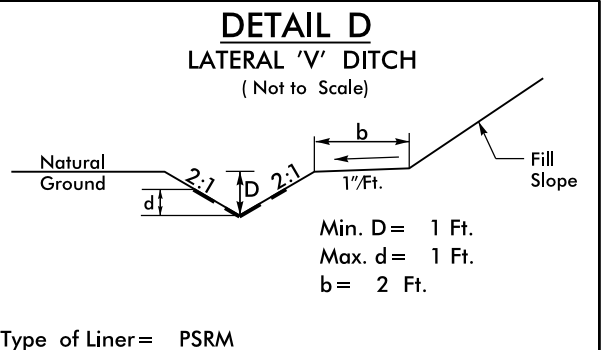 DETAIL D
LATERAL 'V' DITCH
( Not to Scale)
b
Natural
Ground
2:1
D
2:1
1"/Ft.
Fill
Slope
d
Min. D= 1 Ft.
Max. d= 1 Ft.
b= 2 Ft.
Type of Liner= PSRM